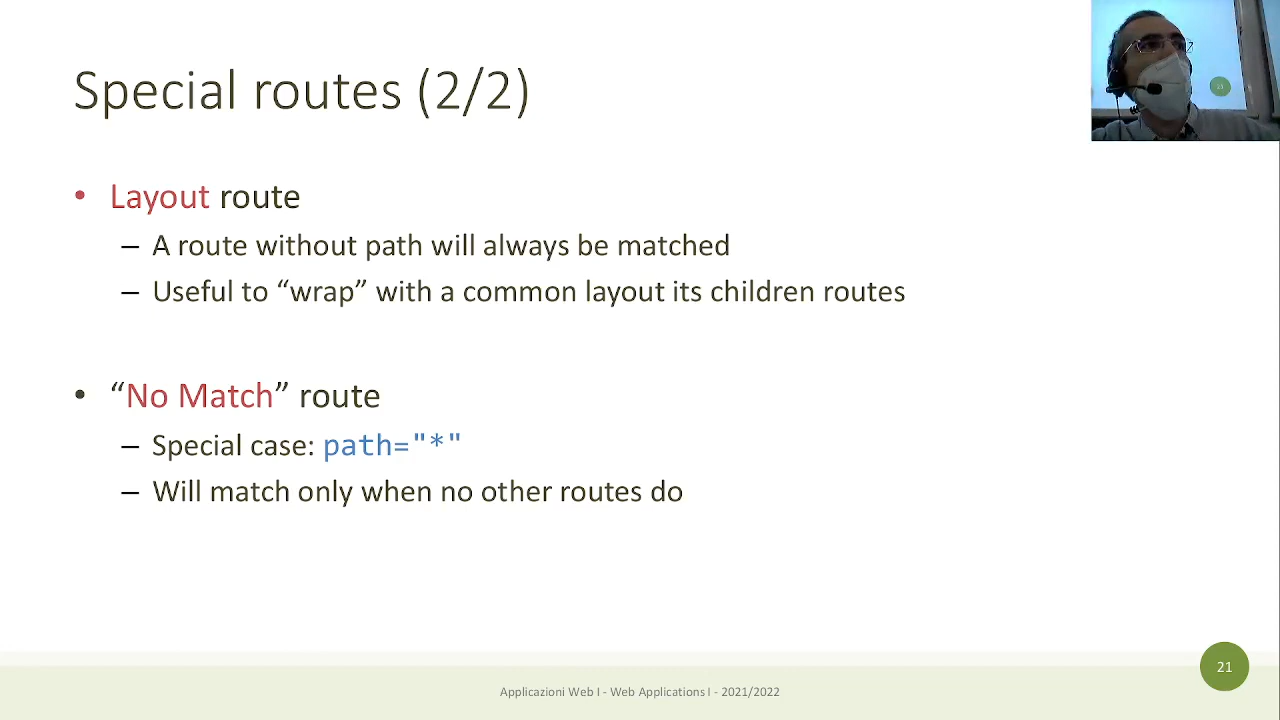 Special routes (2/2)
• Layout route
– A route without path will always be matched
– Useful to “wrap” with a common layout its children routes
• “No Match” route
– Special case: path="*"
– Will match only when no other routes do
21
Applicazioni Web I - Web Applications I - 2021/2022